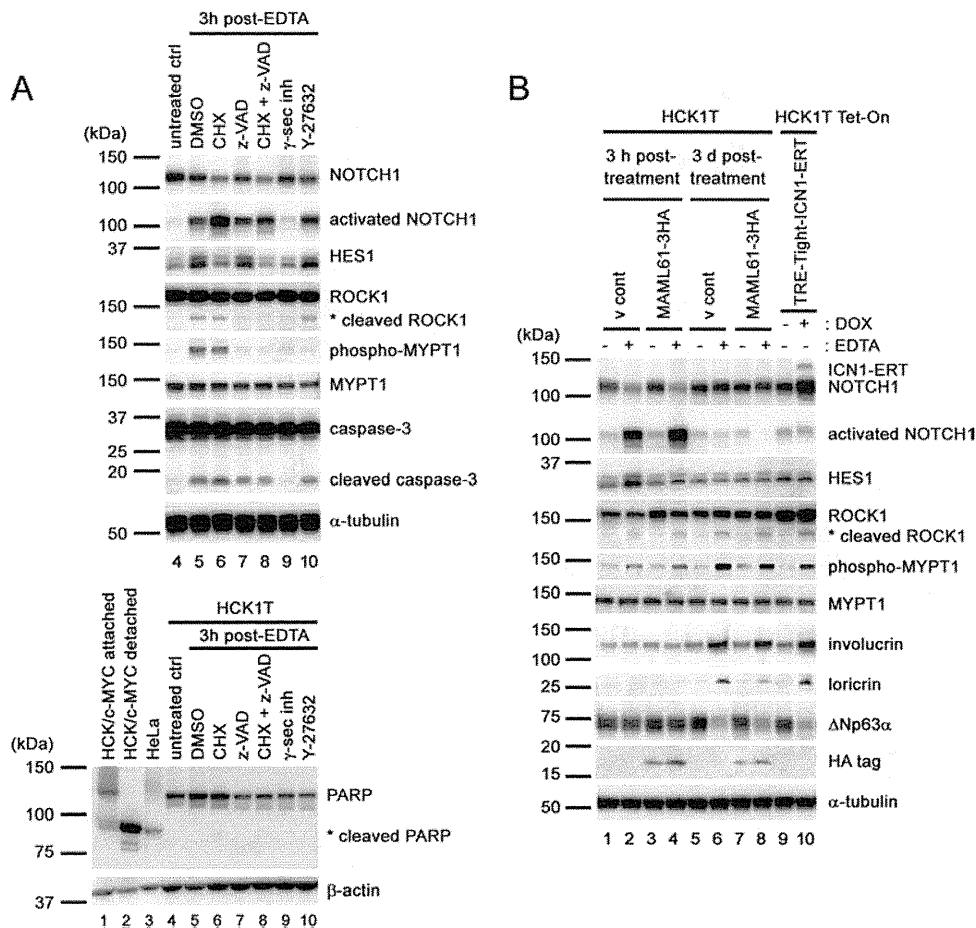 A
3h post-EDTA
untreated ctrl
DMSO
CHX
z-VAD
CHX + z-VAD
γ-sec inh
Y-27632
(kDa)
150
100
NOTCH1
100
activated NOTCH1
37
HES1
150
ROCK1
* cleaved ROCK1
150
phospho-MYPT1
150
MYPT1
37
25
caspase-3
20
cleaved caspase-3
50
α-tubulin
4 5 6 7 8 9 10
HCK1T
3h post-EDTA
HCK/c-MYC attached
HCK/c-MYC detached
HeLa
untreated ctrl
DMSO
CHX
z-VAD
CHX + z-VAD
γ-sec inh
Y-27632
(kDa)
150
100
75
PARP
* cleaved PARP
37
β-actin
1 2 3 4 5 6 7 8 9 10
B
HCK1T
HCK1T Tet-On
3 h post-treatment
3 d post-treatment
v cont
MAML61-3HA
v cont
MAML61-3HA
TRE-Tight-ICN1-ERT
- + : DOX
- + - + - + - + : EDTA
(kDa)
150
100
ICN1-ERT
NOTCH1
100
activated NOTCH1
37
HES1
150
ROCK1
* cleaved ROCK1
150
phospho-MYPT1
150
MYPT1
150
100
involucrin
25
loricrin
75
50
ΔNp63α
20
15
HA tag
50
α-tubulin
1 2 3 4 5 6 7 8 9 10